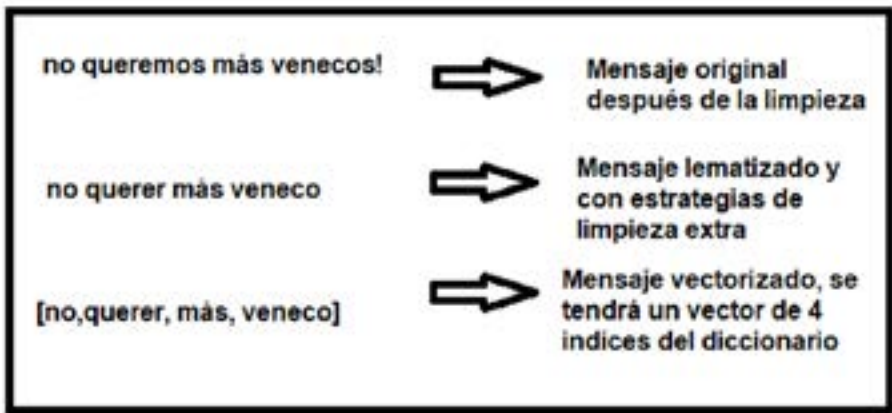 no queremos más venecos!
Mensaje original
después de la limpieza
no querer más veneco
Mensaje lematizado y
con estrategias de
limpieza extra
[no,querer, más, veneco]
Mensaje vectorizado, se
tendrá un vector de 4
indices del diccionario